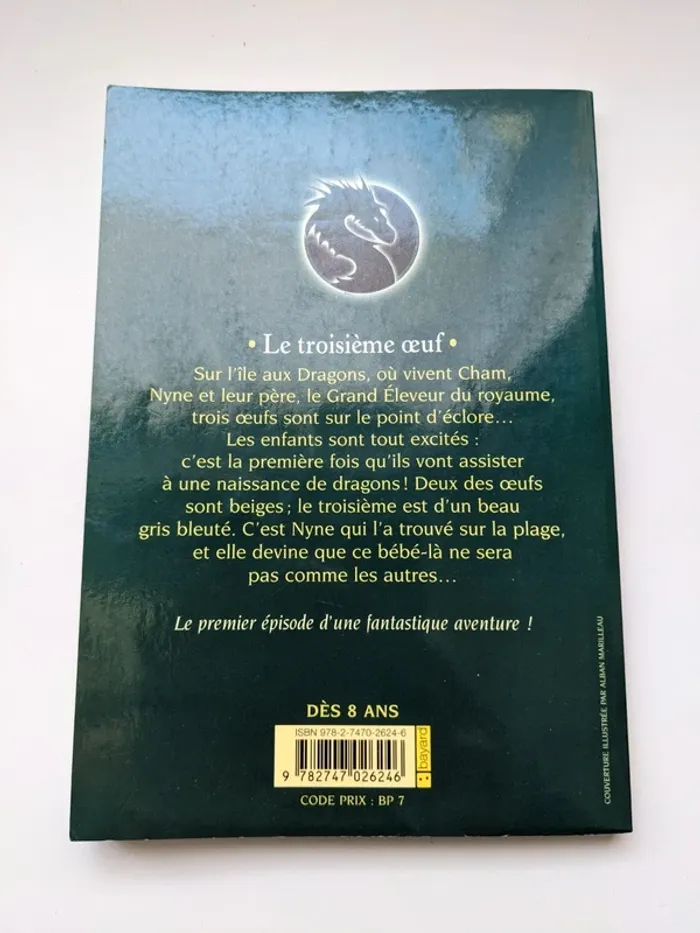 • Le troisième œuf •
Sur l'île aux Dragons, où vivent Cham,
Nyne et leur père, le Grand Éleveur du royaume,
trois œufs sont sur le point d'éclore…
Les enfants sont tout excités :
c'est la première fois qu'ils vont assister
à une naissance de dragons ! Deux des œufs
sont beiges ; le troisième est d'un beau
gris bleuté. C'est Nyne qui l'a trouvé sur la plage,
et elle devine que ce bébé-là ne sera
pas comme les autres…
Le premier épisode d'une fantastique aventure !
DÈS 8 ANS
ISBN 978-2-7470-2624-6
9 782747 026246
bayard
CODE PRIX : BP 7
COUVERTURE ILLUSTRÉE PAR ALBAN MARILLEAU